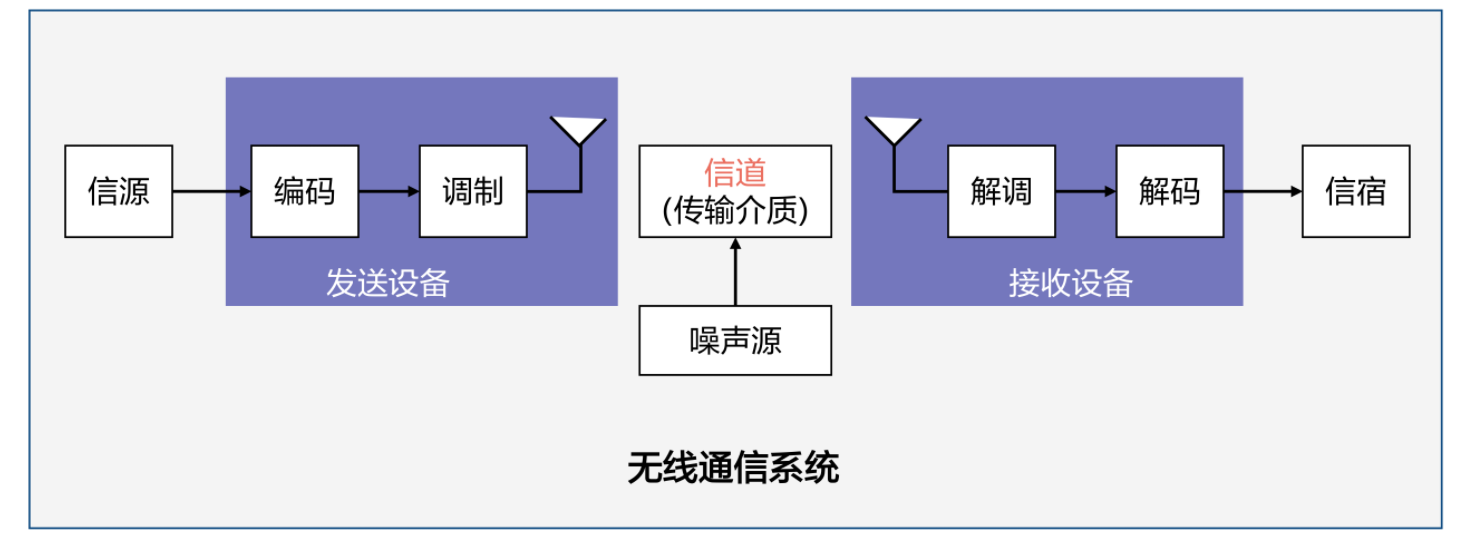 信源
编码
调制
发送设备
信道
(传输介质)
噪声源
解调
解码
接收设备
信宿
无线通信系统